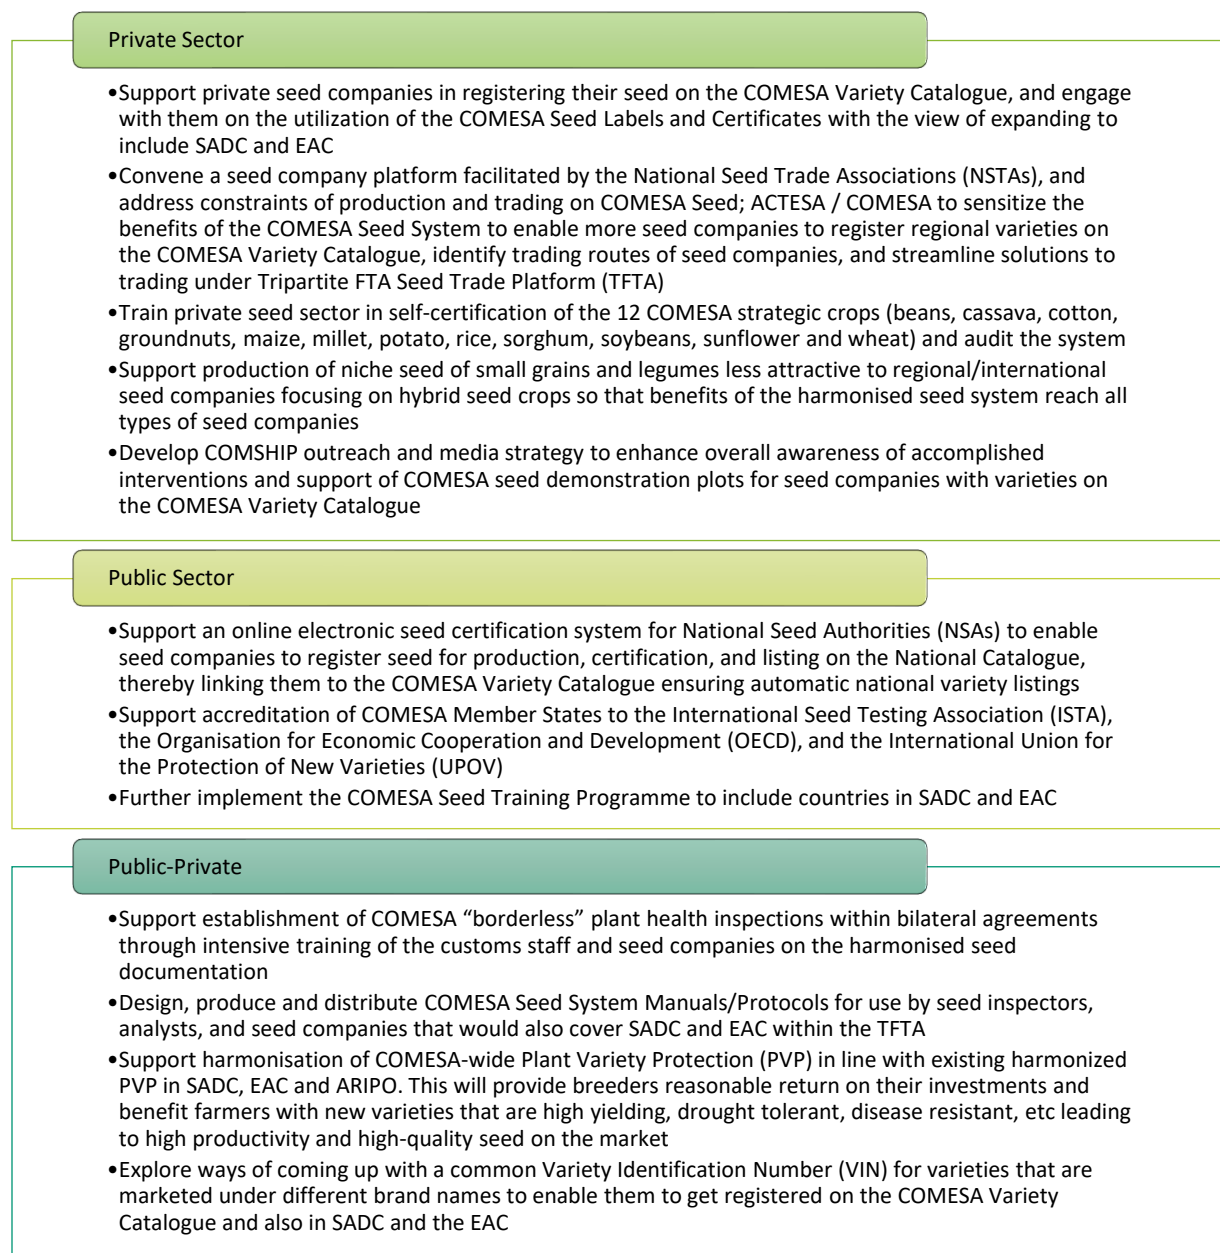 Private Sector
•Support private seed companies in registering their seed on the COMESA Variety Catalogue, and engage
with them on the utilization of the COMESA Seed Labels and Certificates with the view of expanding to
include SADC and EAC
•Convene a seed company platform facilitated by the National Seed Trade Associations (NSTAs), and
address constraints of production and trading on COMESA Seed; ACTESA / COMESA to sensitize the
benefits of the COMESA Seed System to enable more seed companies to register regional varieties on
the COMESA Variety Catalogue, identify trading routes of seed companies, and streamline solutions to
trading under Tripartite FTA Seed Trade Platform (TFTA)
•Train private seed sector in self-certification of the 12 COMESA strategic crops (beans, cassava, cotton,
groundnuts, maize, millet, potato, rice, sorghum, soybeans, sunflower and wheat) and audit the system
•Support production of niche seed of small grains and legumes less attractive to regional/international
seed companies focusing on hybrid seed crops so that benefits of the harmonised seed system reach all
types of seed companies
•Develop COMSHIP outreach and media strategy to enhance overall awareness of accomplished
interventions and support of COMESA seed demonstration plots for seed companies with varieties on
the COMESA Variety Catalogue
Public Sector
•Support an online electronic seed certification system for National Seed Authorities (NSAs) to enable
seed companies to register seed for production, certification, and listing on the National Catalogue,
thereby linking them to the COMESA Variety Catalogue ensuring automatic national variety listings
•Support accreditation of COMESA Member States to the International Seed Testing Association (ISTA),
the Organisation for Economic Cooperation and Development (OECD), and the International Union for
the Protection of New Varieties (UPOV)
•Further implement the COMESA Seed Training Programme to include countries in SADC and EAC
Public-Private
•Support establishment of COMESA “borderless” plant health inspections within bilateral agreements
through intensive training of the customs staff and seed companies on the harmonised seed
documentation
•Design, produce and distribute COMESA Seed System Manuals/Protocols for use by seed inspectors,
analysts, and seed companies that would also cover SADC and EAC within the TFTA
•Support harmonisation of COMESA-wide Plant Variety Protection (PVP) in line with existing harmonized
PVP in SADC, EAC and ARIPO. This will provide breeders reasonable return on their investments and
benefit farmers with new varieties that are high yielding, drought tolerant, disease resistant, etc leading
to high productivity and high-quality seed on the market
•Explore ways of coming up with a common Variety Identification Number (VIN) for varieties that are
marketed under different brand names to enable them to get registered on the COMESA Variety
Catalogue and also in SADC and the EAC